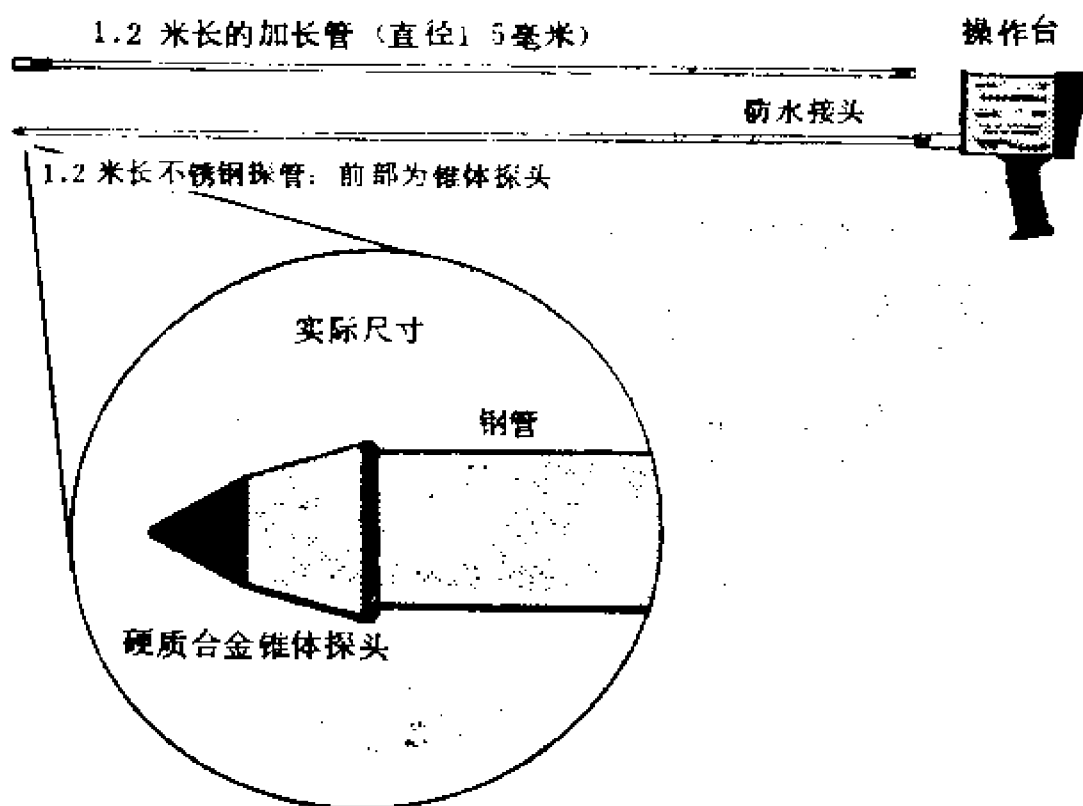 1.2 米长的加长管 (直径1 5毫米)
操作台
防水接头
1.2 米长不锈钢探管: 前部为锥体探头
实际尺寸
钢管
硬质合金锥体探头